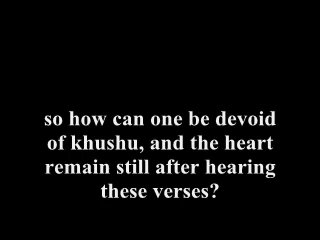 so how can one be devoid
of khushu, and the heart
remain still after hearing
these verses?